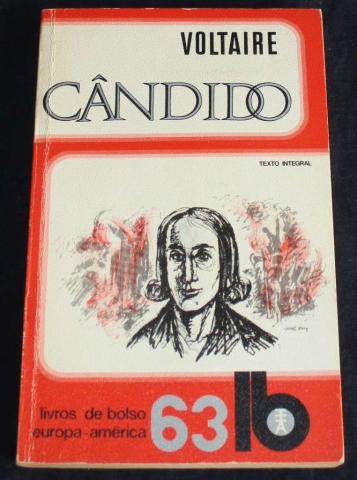 VOLTAIRE
CÂNDIDO
TEXTO INTEGRAL
livros de bolso
europa-américa
63
lb